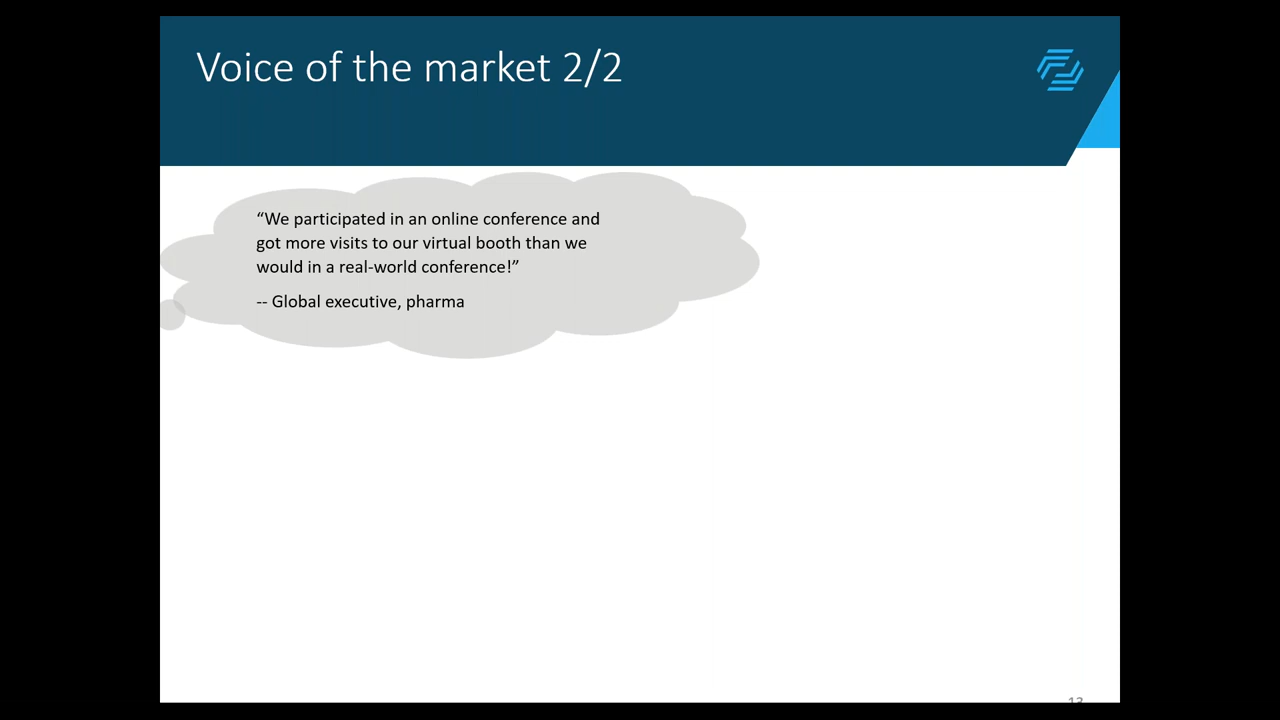 Voice of the market 2/2
“We participated in an online conference and
got more visits to our virtual booth than we
would in a real-world conference!”
-- Global executive, pharma
13